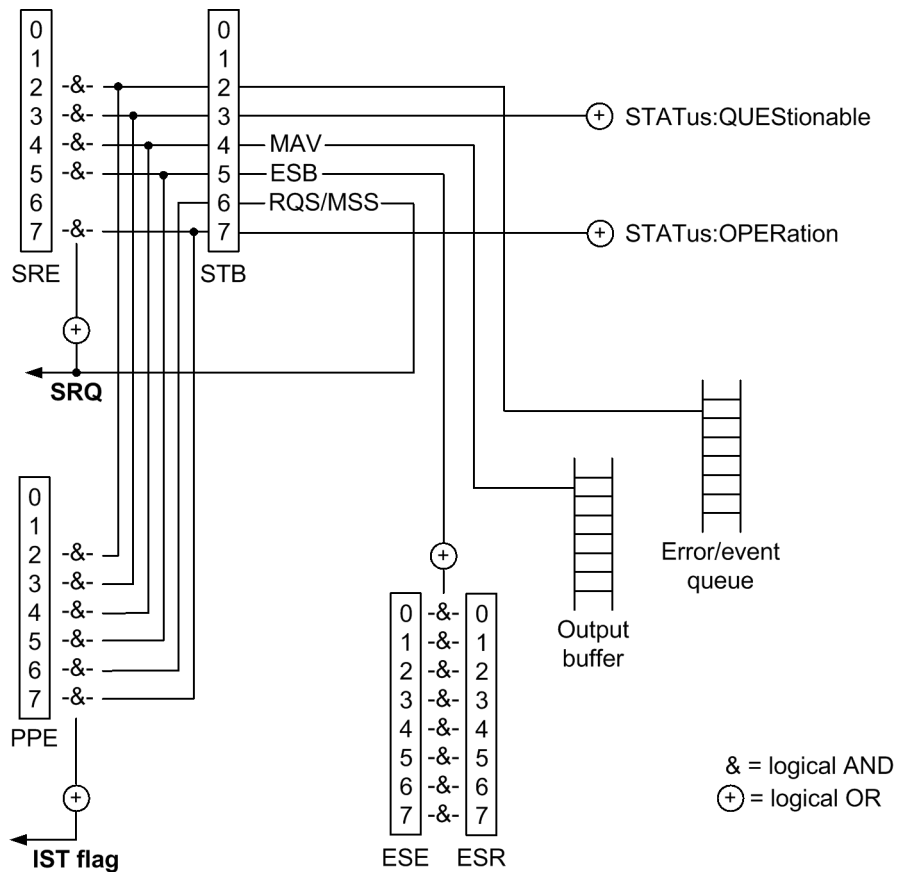 0
1
2 -&-
3 -&-
4 -&-
5 -&-
6
7 -&-
SRE
0
1
2
3
4
5
6
7
STB
MAV
ESB
RQS/MSS
+ STATus:QUEStionable
+ STATus:OPERation
+
SRQ
0
1
2 -&-
3 -&-
4 -&-
5 -&-
6 -&-
7 -&-
PPE
+
IST flag
+
0 -&- 0
1 -&- 1
2 -&- 2
3 -&- 3
4 -&- 4
5 -&- 5
6 -&- 6
7 -&- 7
ESE ESR
Output
buffer
Error/event
queue
& = logical AND
+ = logical OR